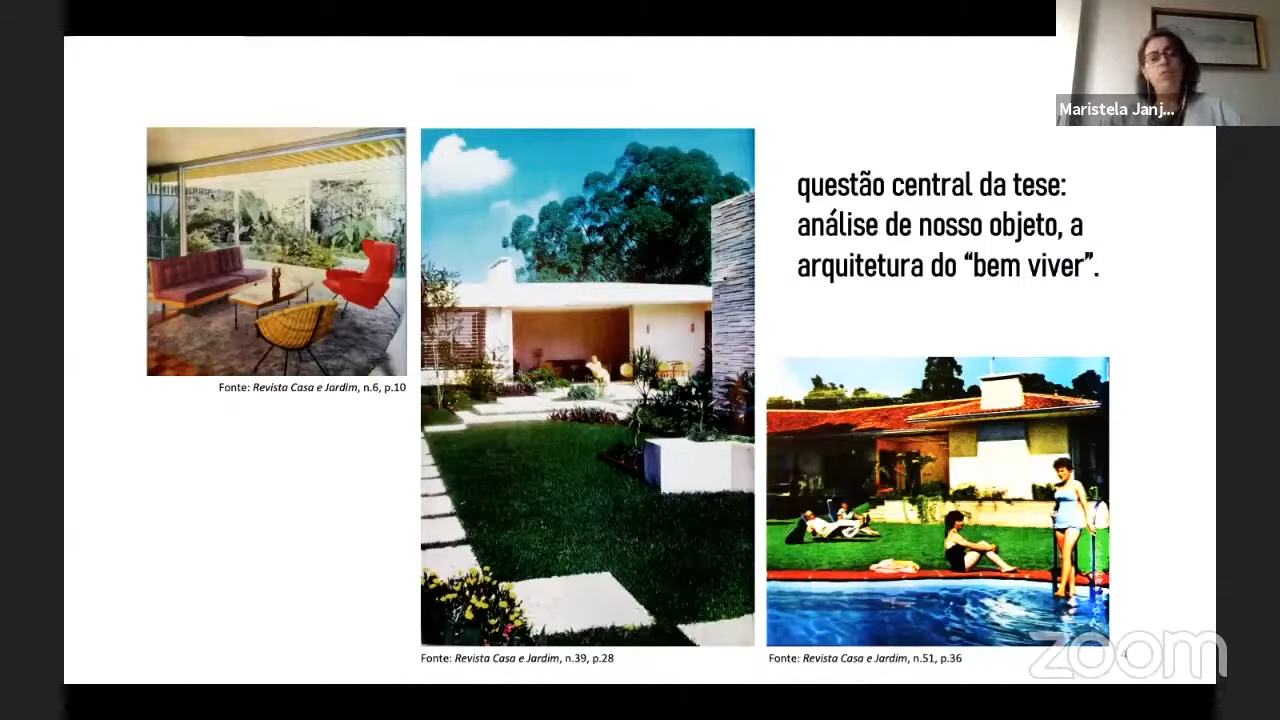 Maristela Janj...
questão central da tese:
análise de nosso objeto, a
arquitetura do “bem viver”.
Fonte: Revista Casa e Jardim, n.6, p.10
Fonte: Revista Casa e Jardim, n.39, p.28
Fonte: Revista Casa e Jardim, n.51, p.36
4
zoom